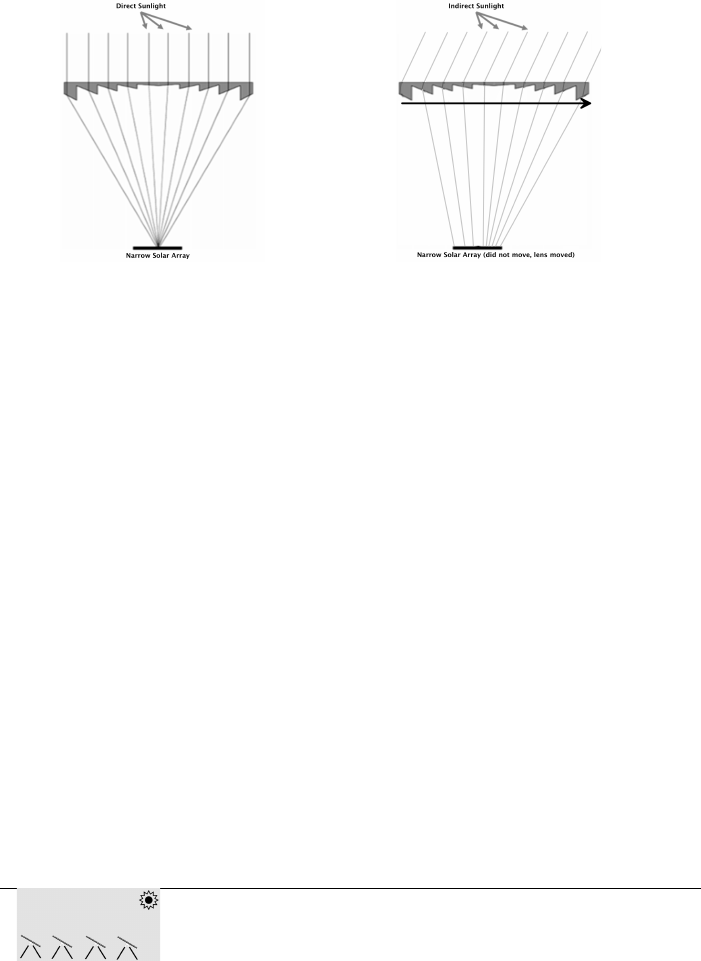 Direct Sunlight
Indirect Sunlight
Narrow Solar Array
Narrow Solar Array (did not move, lens moved)